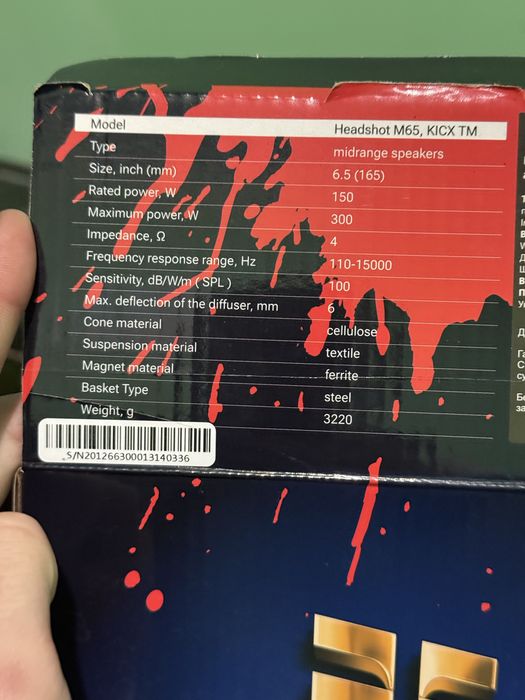 Model Headshot M65, KICX TM
Type midrange speakers
Size, inch (mm) 6.5 (165)
Rated power, W 150
Maximum power, W 300
Impedance, Ω 4
Frequency response range, Hz 110-15000
Sensitivity, dB/W/m ( SPL ) 100
Max. deflection of the diffuser, mm 6
Cone material cellulose
Suspension material textile
Magnet material ferrite
Basket Type steel
Weight, g 3220
S/N201266300013140336